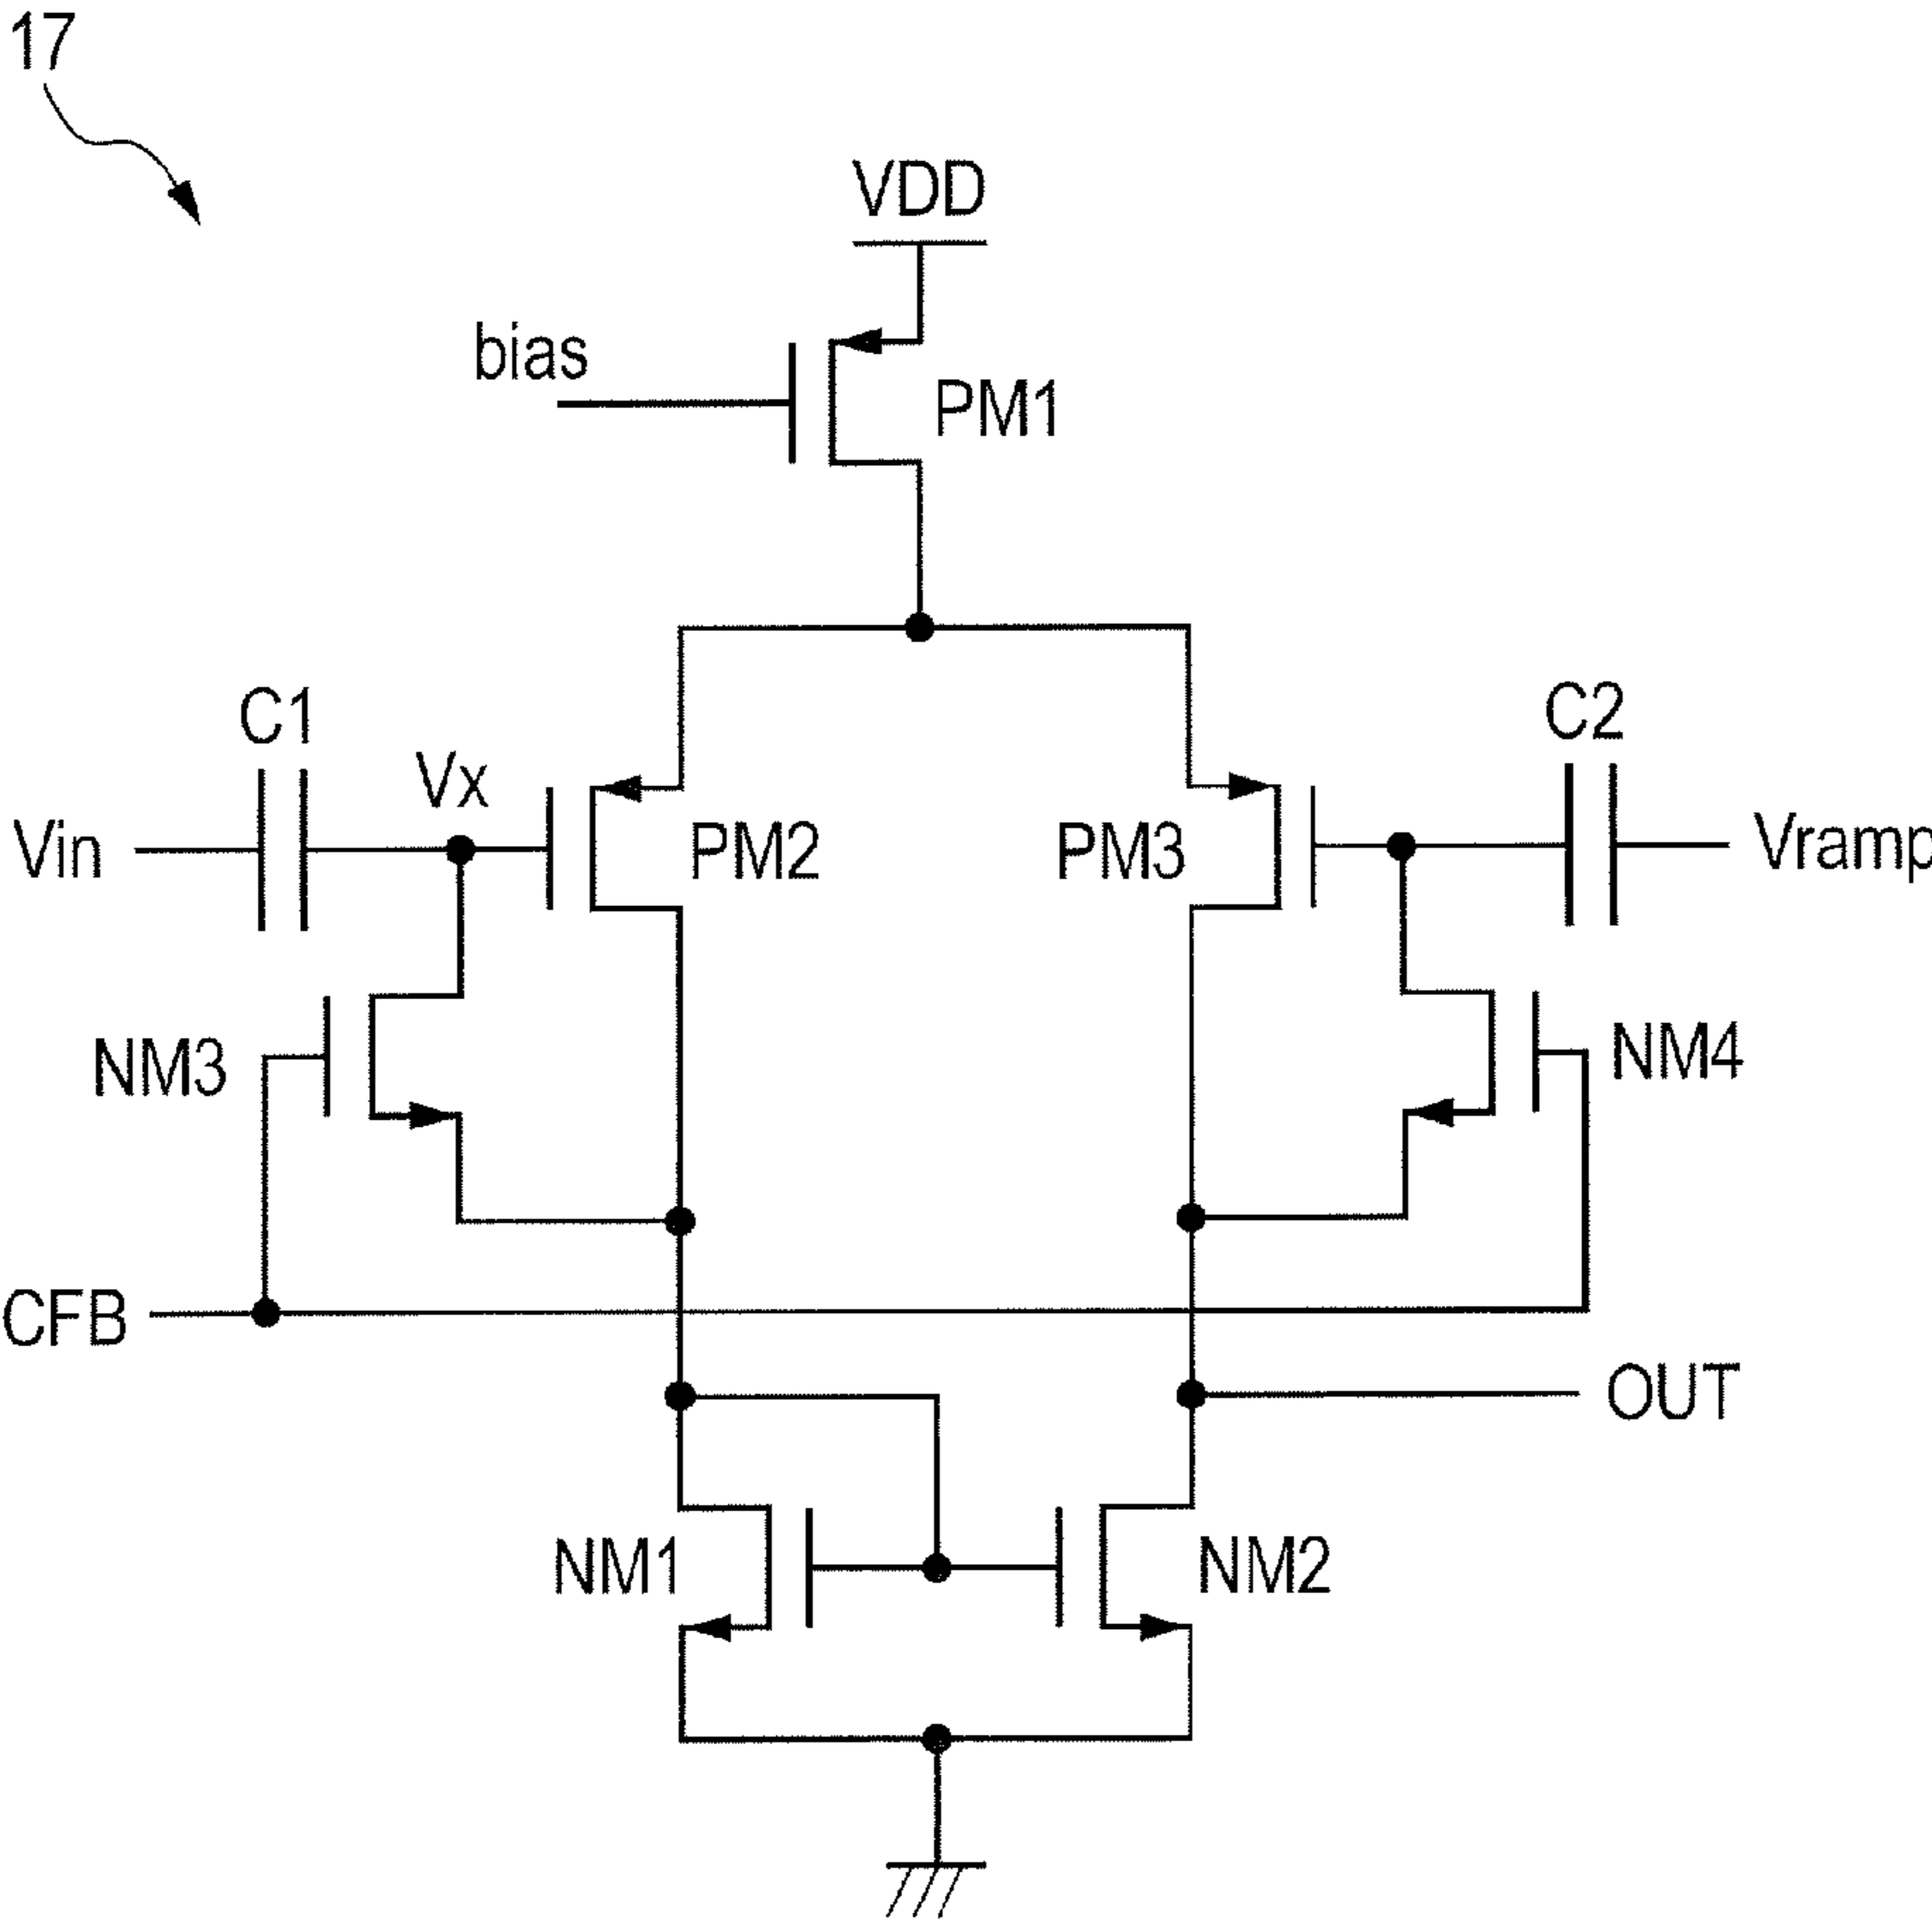 17
VDD
bias
PM1
C1
C2
Vx
Vin
PM2
PM3
Vramp
NM3
NM4
CFB
OUT
NM1
NM2